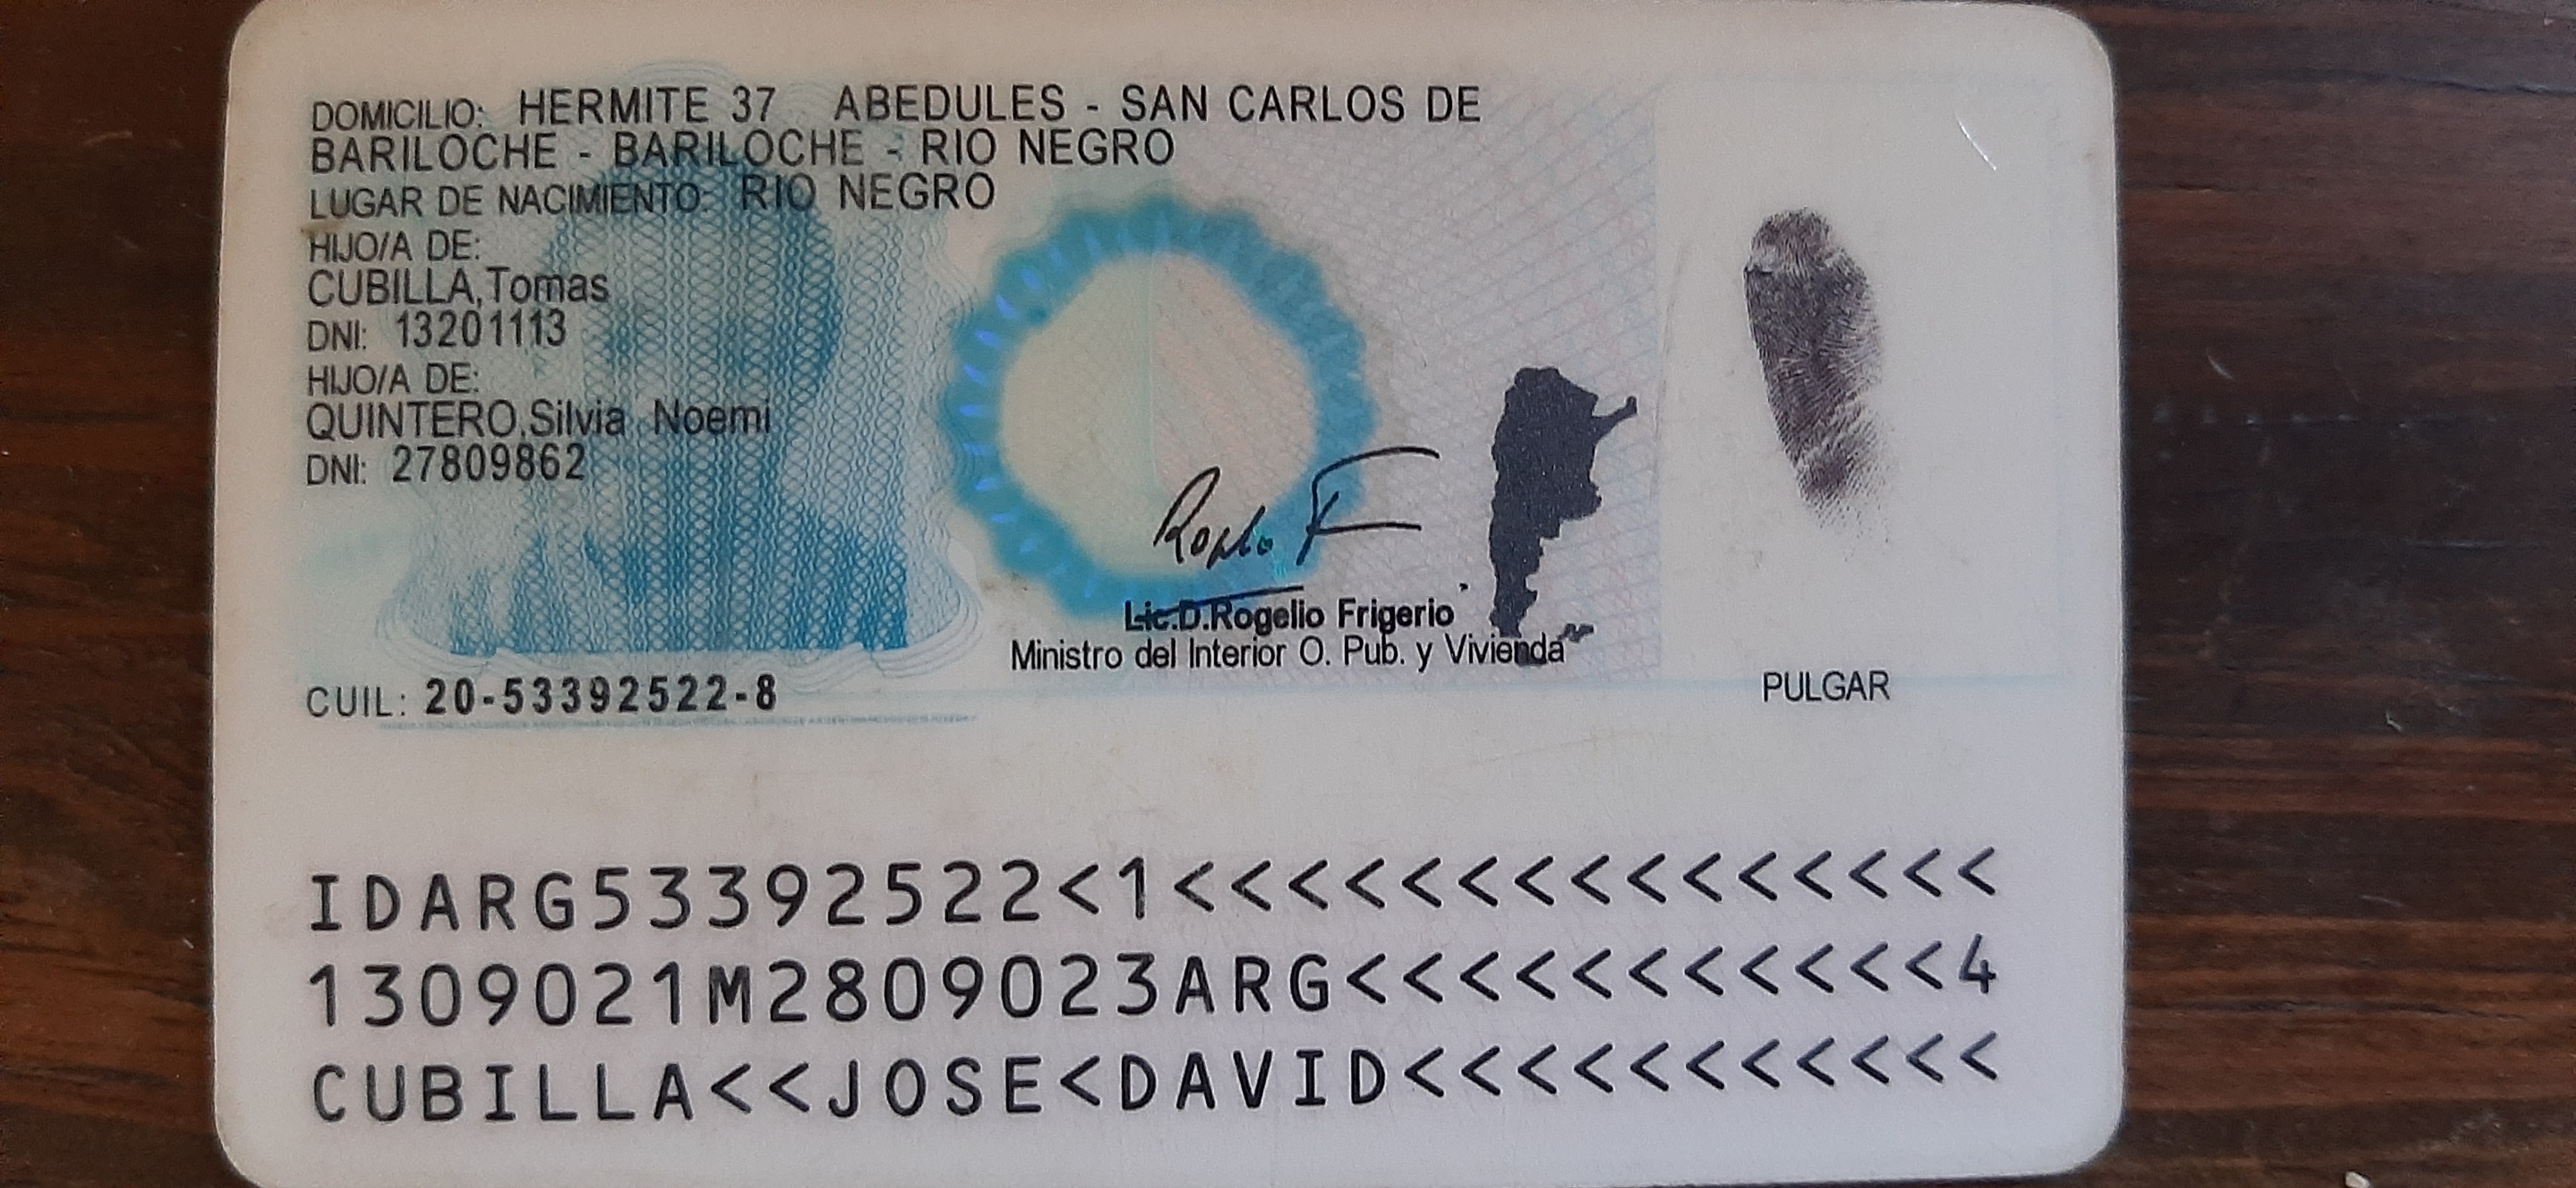 DOMICILIO: HERMITE 37 ABEDULES - SAN CARLOS DE
BARILOCHE - BARILOCHE - RIO NEGRO
LUGAR DE NACIMIENTO: RIO NEGRO
HIJO/A DE:
CUBILLA,Tomas
DNI: 13201113
HIJO/A DE:
QUINTERO,Silvia Noemi
DNI: 27809862
CUIL: 20-53392522-8
Lic.D.Rogelio Frigerio
Ministro del Interior O. Pub. y Vivienda
PULGAR
IDARG53392522<1<<<<<<<<<<<<<<<
1309021M2809023ARG<<<<<<<<<<<4
CUBILLA<<JOSE<DAVID<<<<<<<<<<<